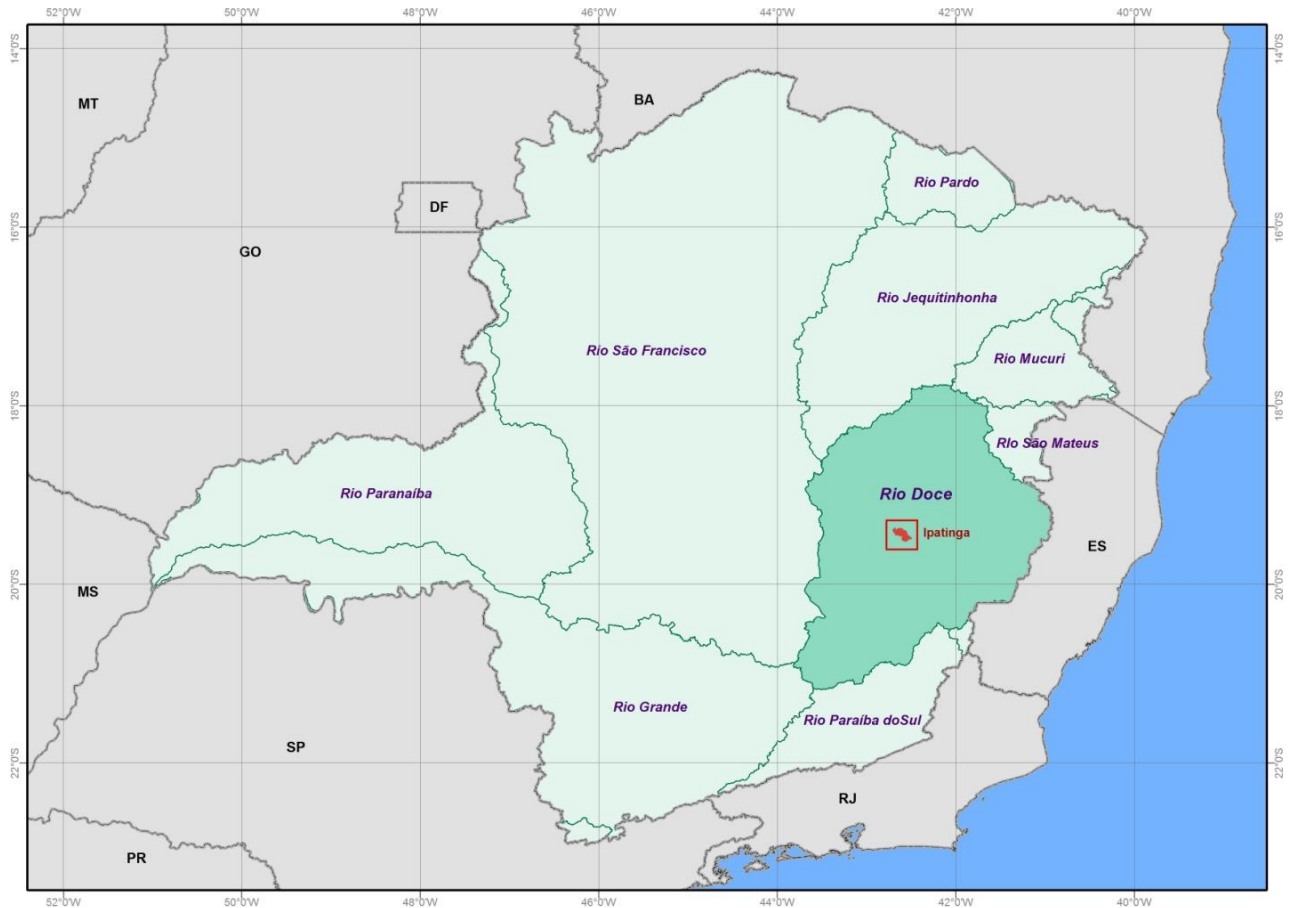 52°0'W 50°0'W 48°0'W 46°0'W 44°0'W 42°0'W 40°0'W
14°0'S 14°0'S
MT
BA
Rio Pardo
DF
16°0'S 16°0'S
GO
Rio Jequitinhonha
Rio São Francisco
Rio Mucuri
18°0'S 18°0'S
RIo São Mateus
Rio Paranaíba
Rio Doce
Ipatinga
ES
20°0'S 20°0'S
MS
Rio Grande
Rio Paraíba doSul
SP
22°0'S 22°0'S
RJ
PR
52°0'W 50°0'W 48°0'W 46°0'W 44°0'W 42°0'W 40°0'W